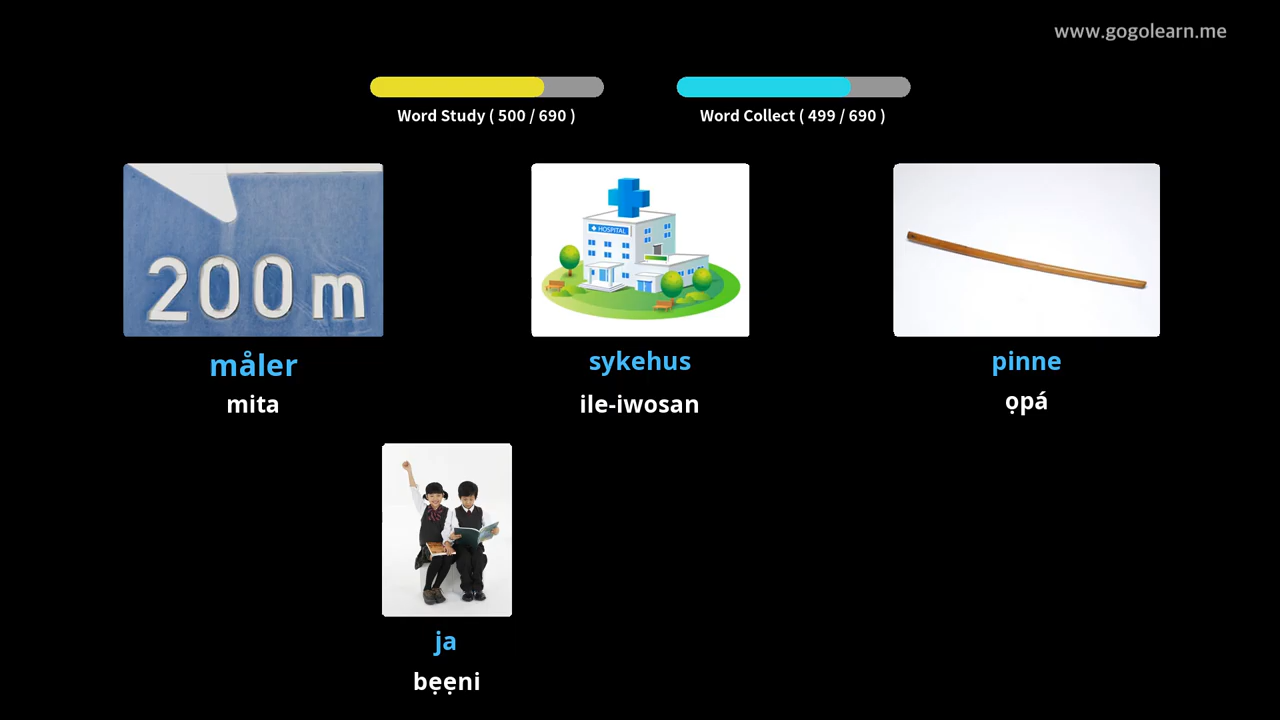 www.gogolearn.me
Word Study ( 500 / 690 )
Word Collect ( 499 / 690 )
200 m
HOSPITAL
måler
sykehus
pinne
mita
ile-iwosan
ọpá
ja
bẹẹni